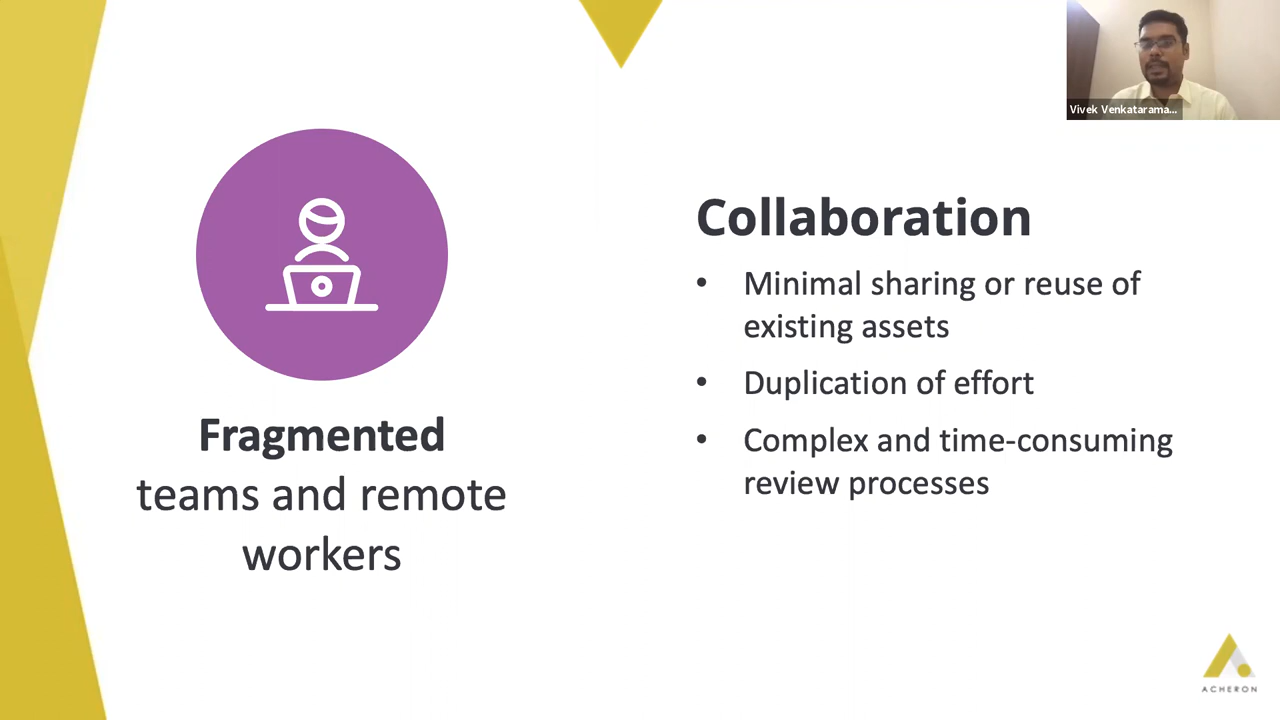 Vivek Venkatarama...
Fragmented
teams and remote
workers
Collaboration
• Minimal sharing or reuse of
existing assets
• Duplication of effort
• Complex and time-consuming
review processes
ACHERON